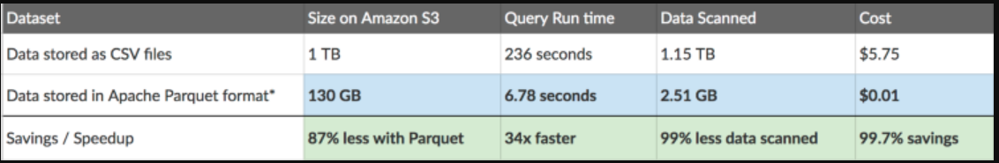 Dataset Size on Amazon S3 Query Run time Data Scanned Cost
Data stored as CSV files 1 TB 236 seconds 1.15 TB $5.75
Data stored in Apache Parquet format* 130 GB 6.78 seconds 2.51 GB $0.01
Savings / Speedup 87% less with Parquet 34x faster 99% less data scanned 99.7% savings